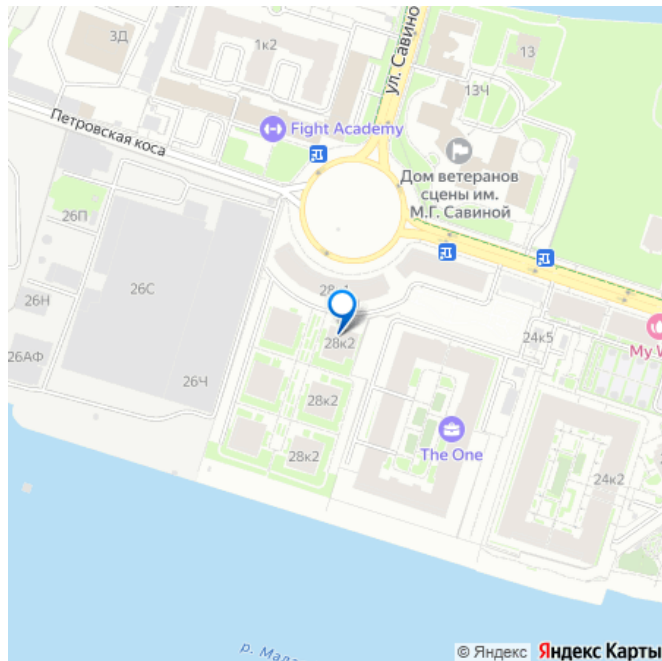 3Д
1к2
ул. Савино
13
13Ч
Петровская коса
Fight Academy
Дом ветеранов
сцены им.
М.Г. Савиной
26П
26С
26Н
28к2
24к5
My W
26АФ
26Ч
28к2
The One
28к2
24к2
р. Мал
© Яндекс Яндекс Карты